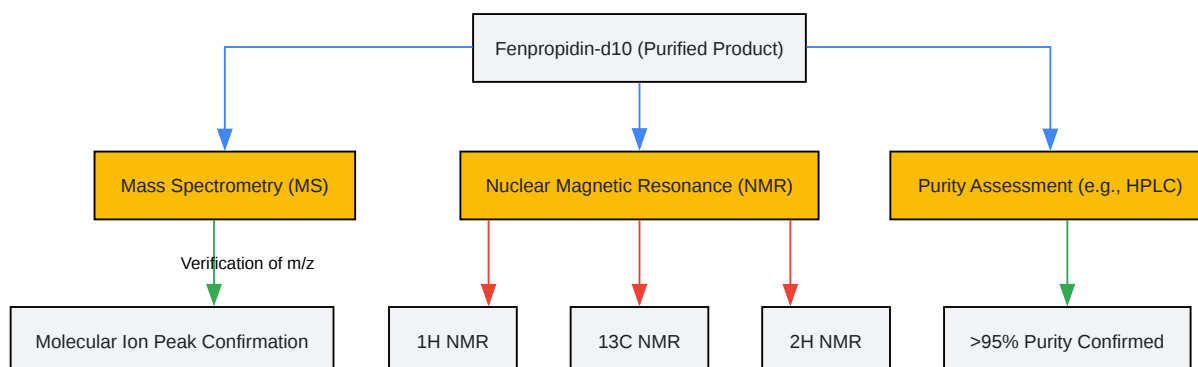 Fenpropidin-d10 (Purified Product)
Mass Spectrometry (MS)
Nuclear Magnetic Resonance (NMR)
Purity Assessment (e.g., HPLC)
Verification of m/z
Molecular Ion Peak Confirmation
1H NMR
13C NMR
2H NMR
>95% Purity Confirmed